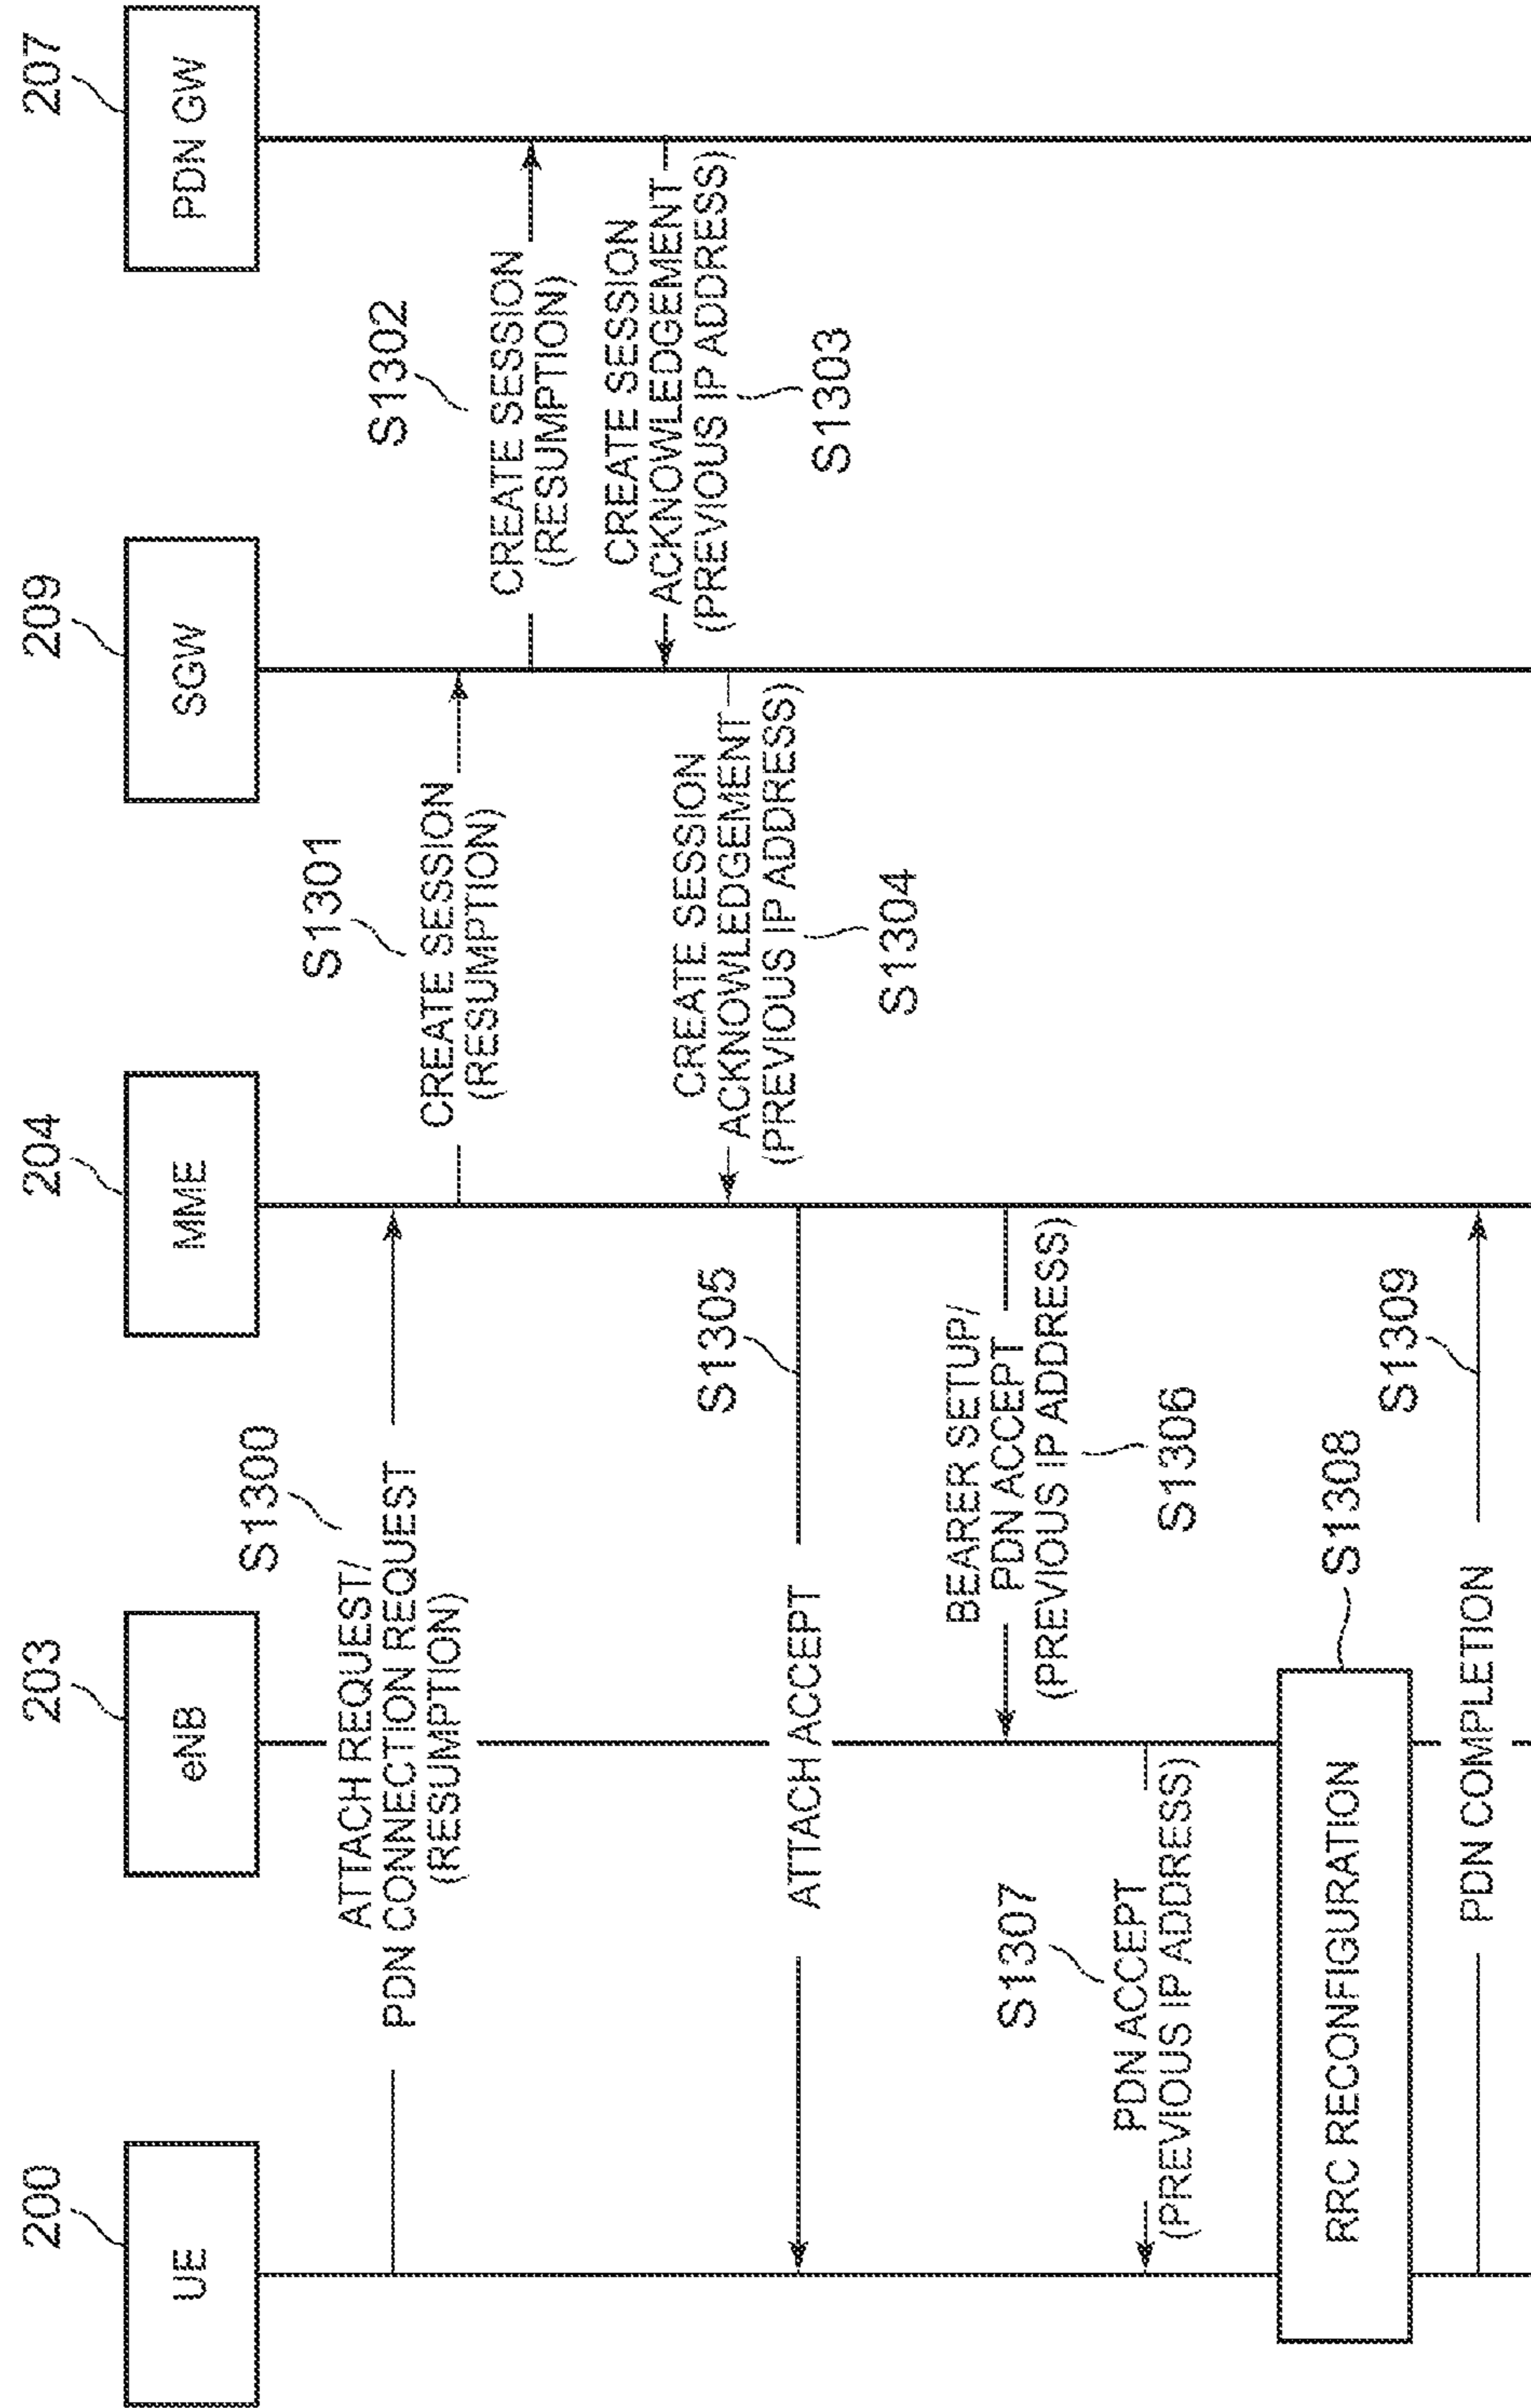 200
203
204
209
207
UE
eNB
MME
SGW
PDN GW
S1300
ATTACH REQUEST/
PDN CONNECTION REQUEST
(RESUMPTION)
S1301
CREATE SESSION
(RESUMPTION)
S1302
CREATE SESSION
(RESUMPTION)
CREATE SESSION
ACKNOWLEDGEMENT
(PREVIOUS IP ADDRESS)
S1303
CREATE SESSION
ACKNOWLEDGEMENT
(PREVIOUS IP ADDRESS)
S1304
S1305
ATTACH ACCEPT
BEARER SETUP/
PDN ACCEPT
(PREVIOUS IP ADDRESS)
S1306
S1307
PDN ACCEPT
(PREVIOUS IP ADDRESS)
RRC RECONFIGURATION
S1308
S1309
PDN COMPLETION